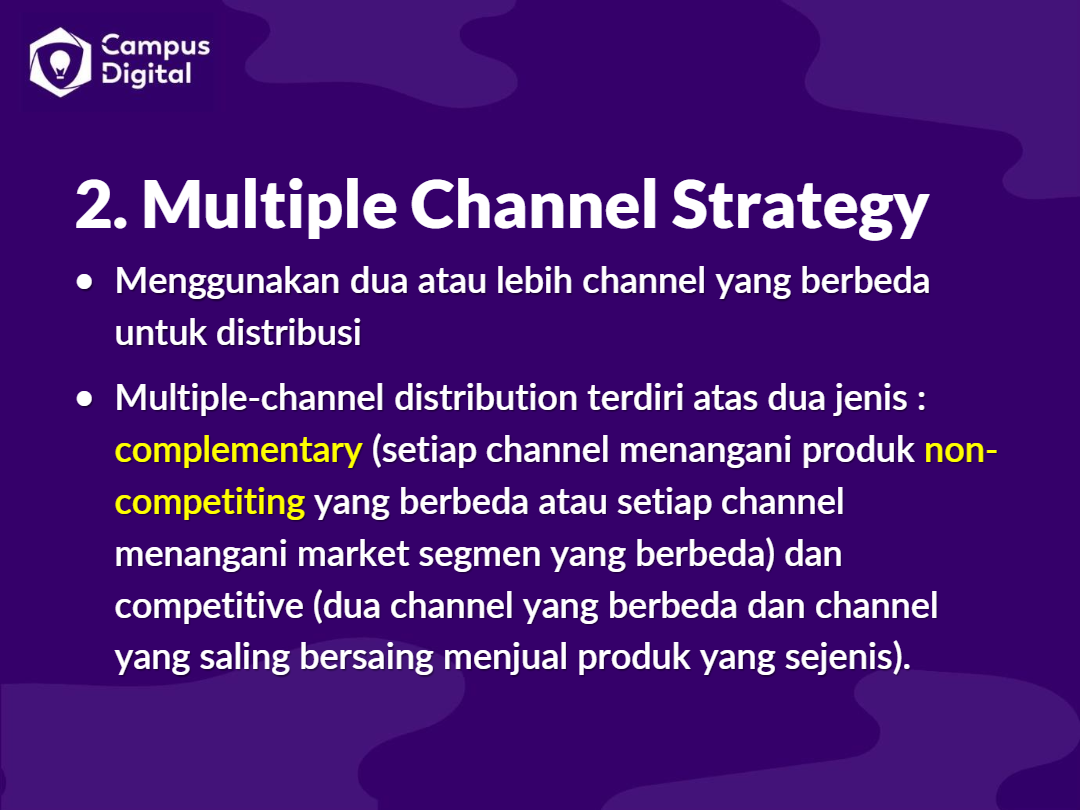 Campus
Digital
2. Multiple Channel Strategy
• Menggunakan dua atau lebih channel yang berbeda
untuk distribusi
• Multiple-channel distribution terdiri atas dua jenis :
complementary (setiap channel menangani produk non-
competiting yang berbeda atau setiap channel
menangani market segmen yang berbeda) dan
competitive (dua channel yang berbeda dan channel
yang saling bersaing menjual produk yang sejenis).